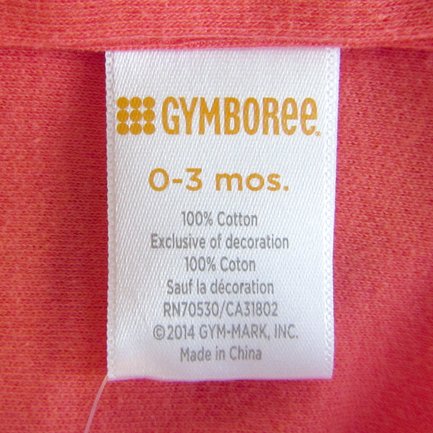 GYMBOREE
0-3 mos.
100% Cotton
Exclusive of decoration
100% Coton
Sauf la décoration
RN70530/CA31802
©2014 GYM-MARK, INC.
Made in China